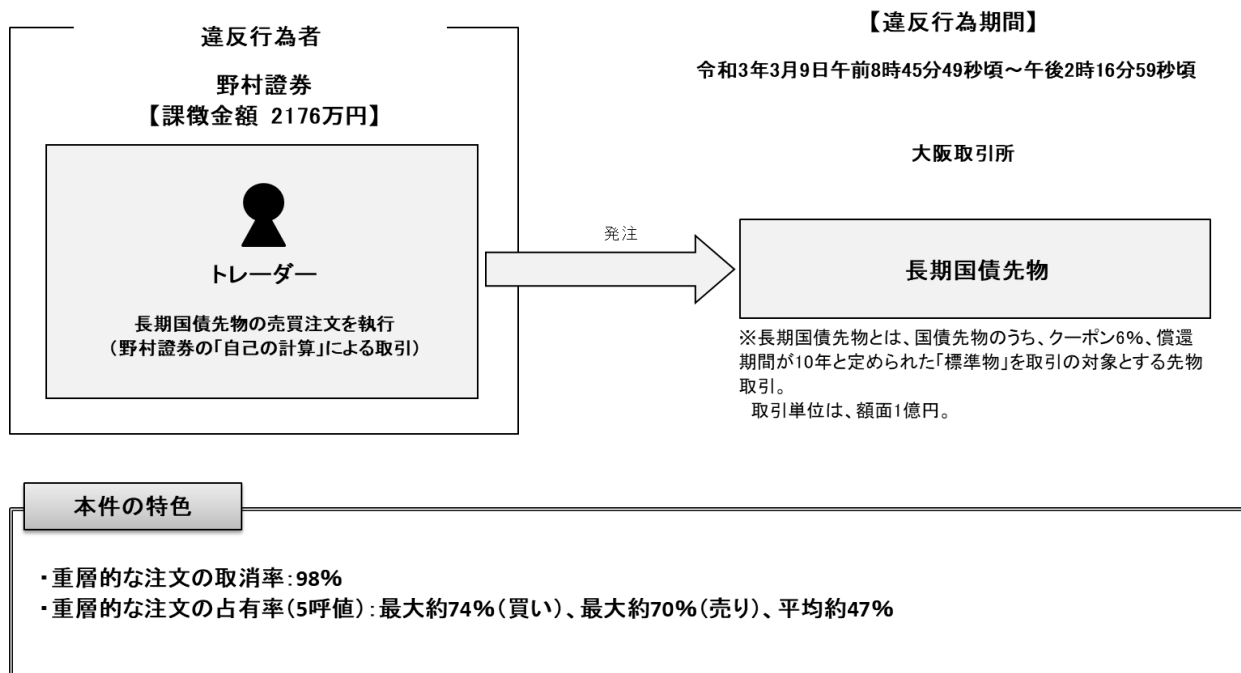 違反行為者
野村證券
【課徴金額 2176万円】
トレーダー
長期国債先物の売買注文を執行
(野村證券の「自己の計算」による取引)
発注
【違反行為期間】
令和3年3月9日午前8時45分49秒頃～午後2時16分59秒頃
大阪取引所
長期国債先物
※長期国債先物とは、国債先物のうち、クーポン6%、償還
期間が10年と定められた「標準物」を取引の対象とする先物
取引。
取引単位は、額面1億円。
本件の特色
・重層的な注文の取消率：98%
・重層的な注文の占有率(5呼値)：最大約74%(買い)、最大約70%(売り)、平均約47%